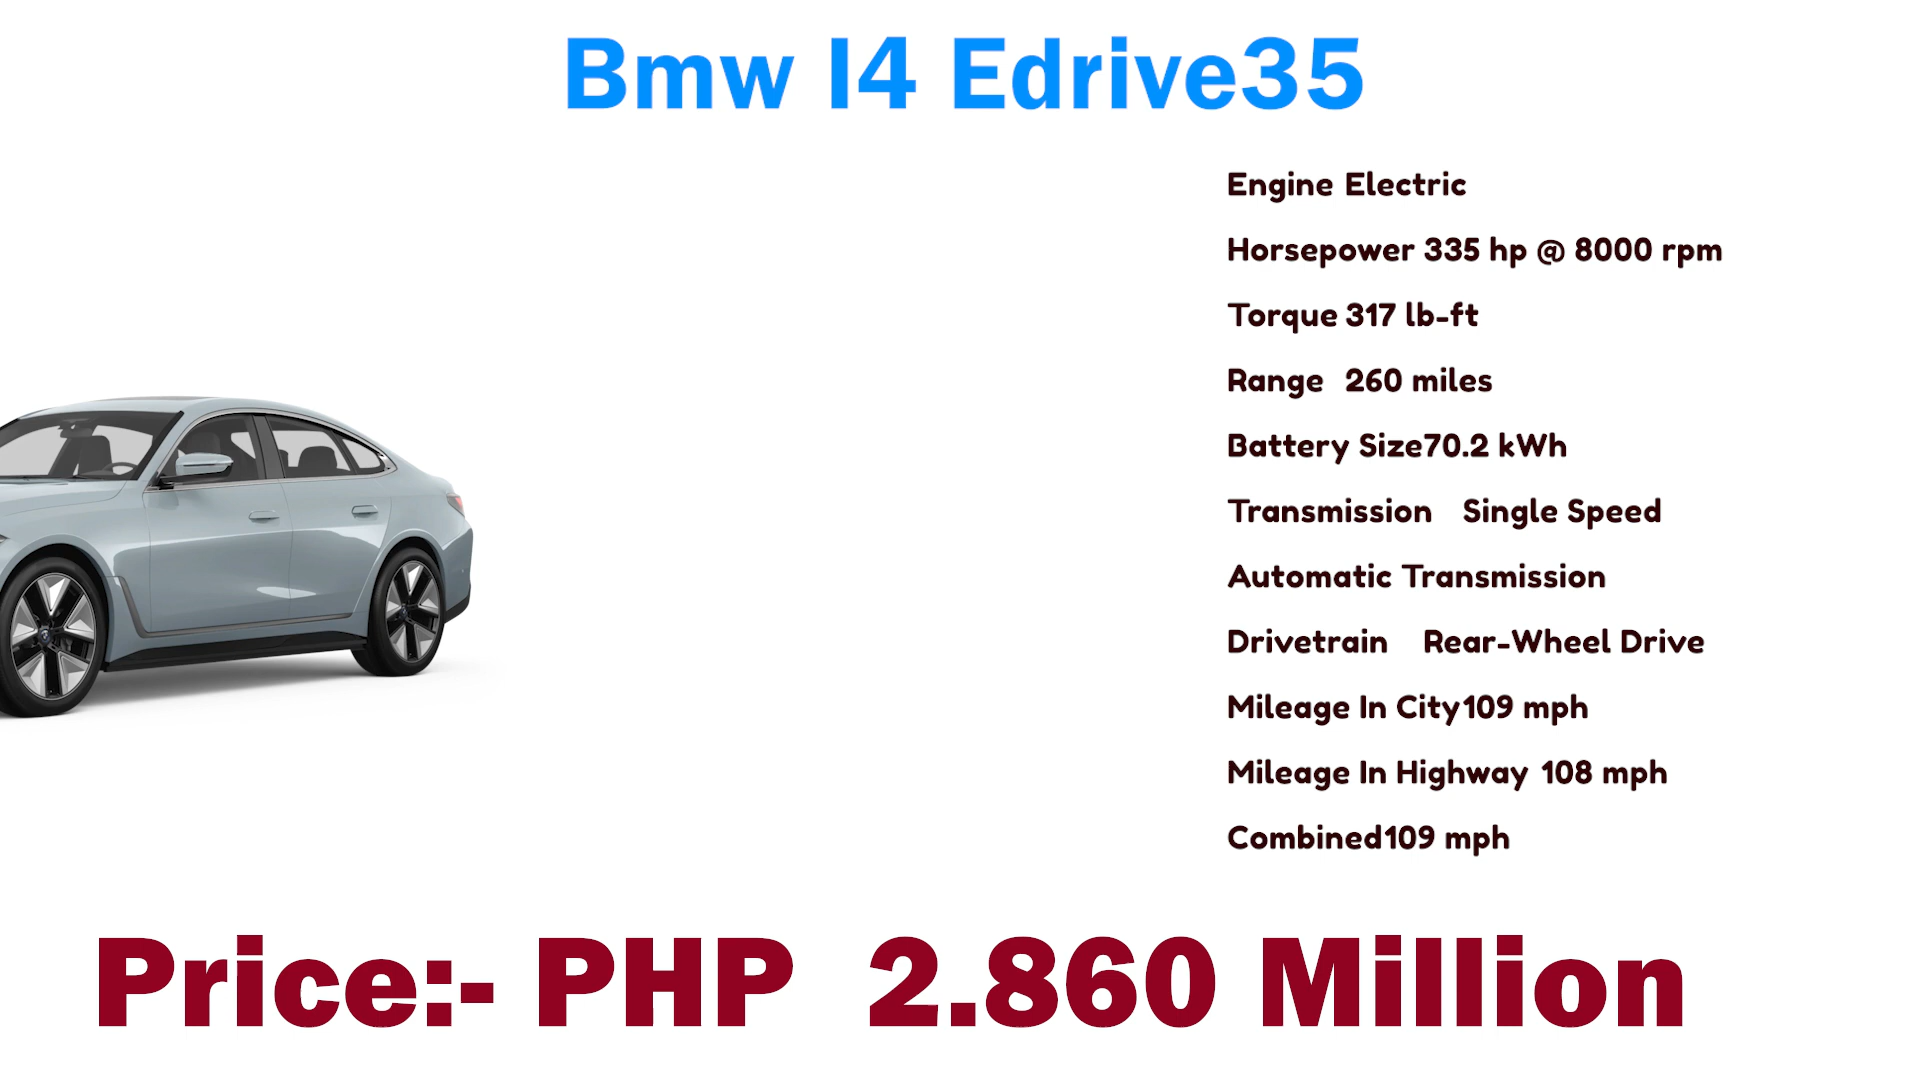 Bmw I4 Edrive35
Engine Electric
Horsepower 335 hp @ 8000 rpm
Torque 317 lb-ft
Range 260 miles
Battery Size70.2 kWh
Transmission Single Speed
Automatic Transmission
Drivetrain Rear-Wheel Drive
Mileage In City109 mph
Mileage In Highway 108 mph
Combined109 mph
Price:- PHP 2.860 Million